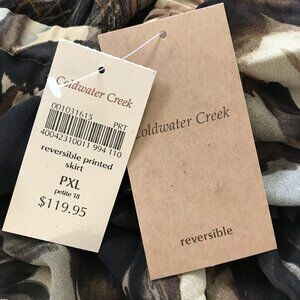 Coldwater Creek
001031615
PRT
40042310011 994 110
reversible printed
skirt
PXL
petite 18
$119.95
Coldwater Creek
reversible